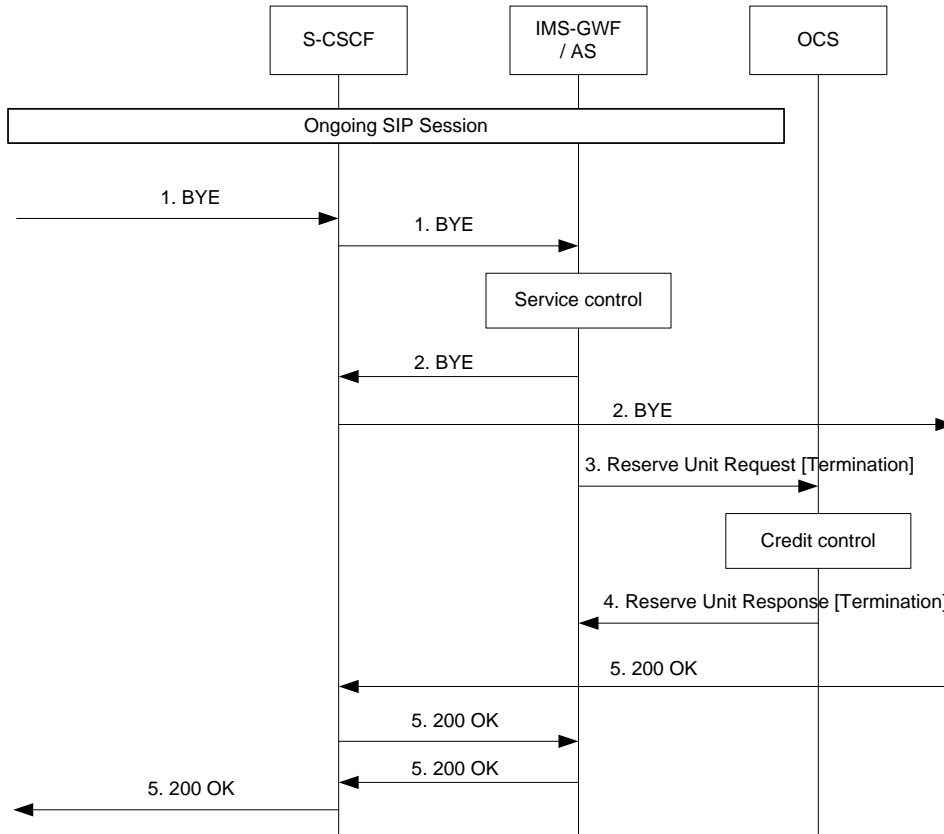 S-CSCF
IMS-GWF
/ AS
OCS
Ongoing SIP Session
1. BYE
1. BYE
Service control
2. BYE
2. BYE
3. Reserve Unit Request [Termination]
Credit control
4. Reserve Unit Response [Termination]
5. 200 OK
5. 200 OK
5. 200 OK
5. 200 OK